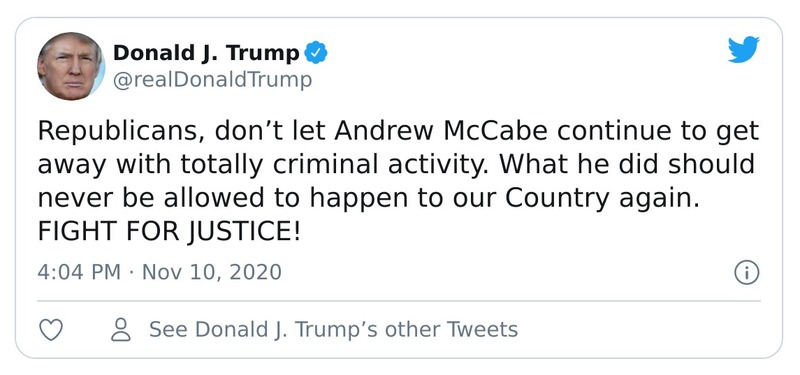 Donald J. Trump
@realDonaldTrump
Republicans, don’t let Andrew McCabe continue to get
away with totally criminal activity. What he did should
never be allowed to happen to our Country again.
FIGHT FOR JUSTICE!
4:04 PM · Nov 10, 2020
See Donald J. Trump’s other Tweets